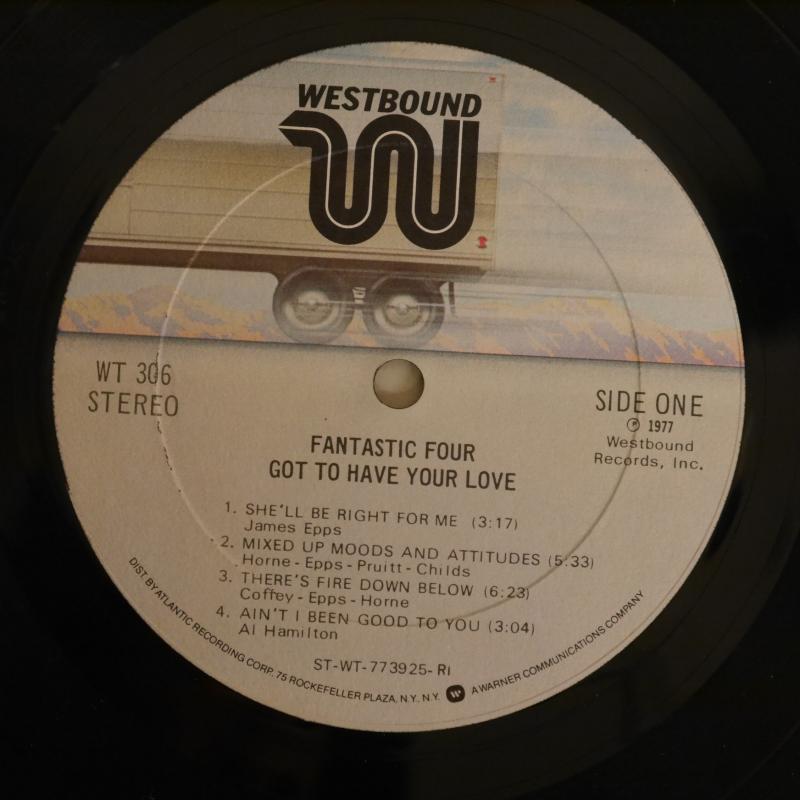 WESTBOUND
W
WT 306
STEREO
SIDE ONE
℗ 1977
Westbound
Records, Inc.
FANTASTIC FOUR
GOT TO HAVE YOUR LOVE
1. SHE'LL BE RIGHT FOR ME (3:17)
James Epps
2. MIXED UP MOODS AND ATTITUDES (5:33)
Horne - Epps - Pruitt - Childs
3. THERE'S FIRE DOWN BELOW (6:23)
Coffey - Epps - Horne
4. AIN'T I BEEN GOOD TO YOU (3:04)
Al Hamilton
ST-WT-773925-RI
DIST. BY ATLANTIC RECORDING CORP. 75 ROCKEFELLER PLAZA, N.Y., N.Y. W A WARNER COMMUNICATIONS COMPANY